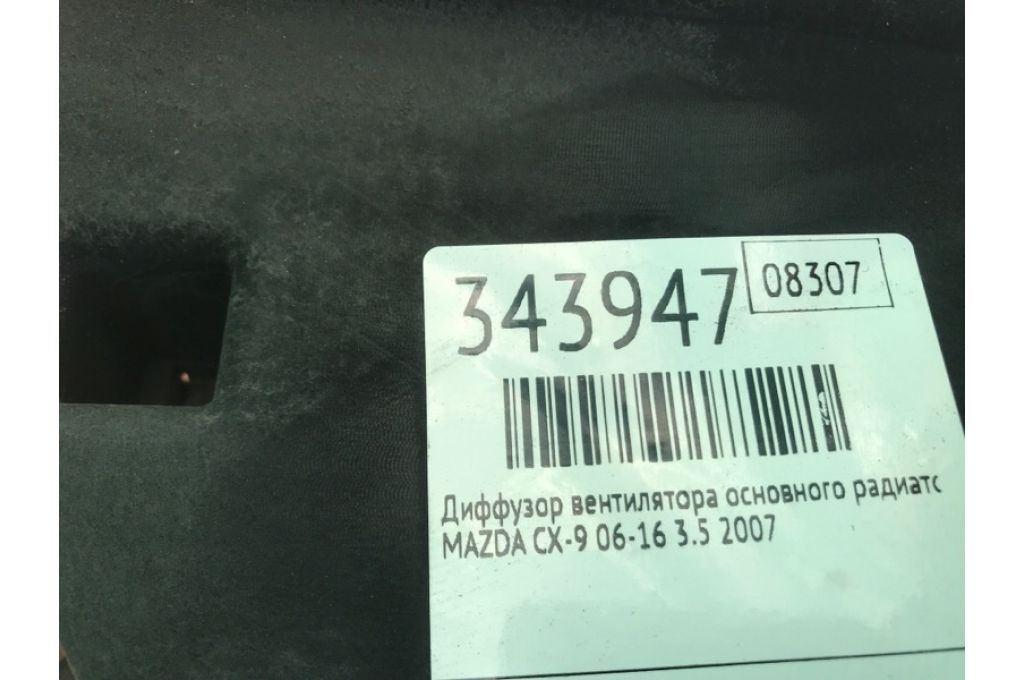 343947 08307
Диффузор вентилятора основного радиатс
MAZDA CX-9 06-16 3.5 2007